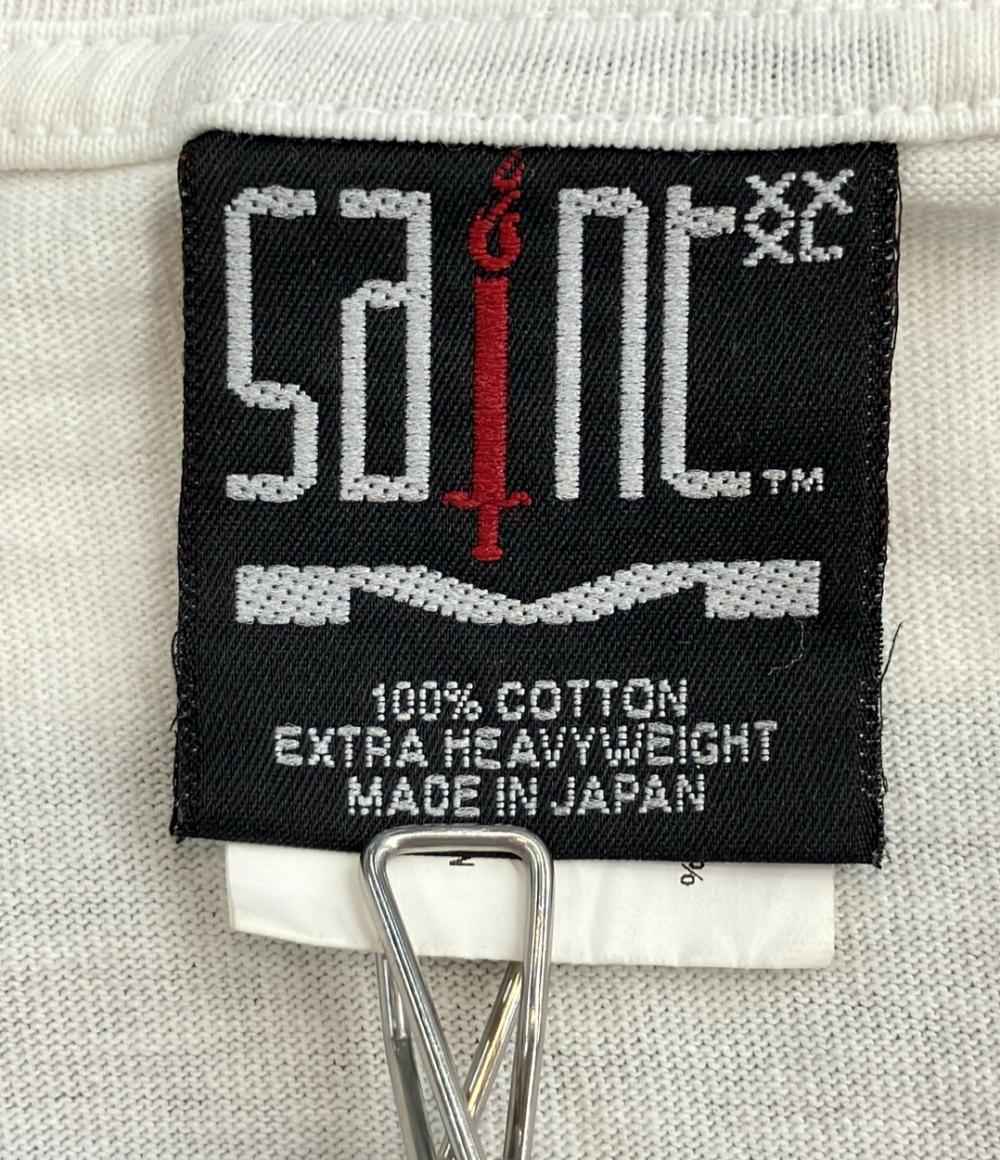 saint XX
XL
TM
100% COTTON
EXTRA HEAVYWEIGHT
MADE IN JAPAN
%